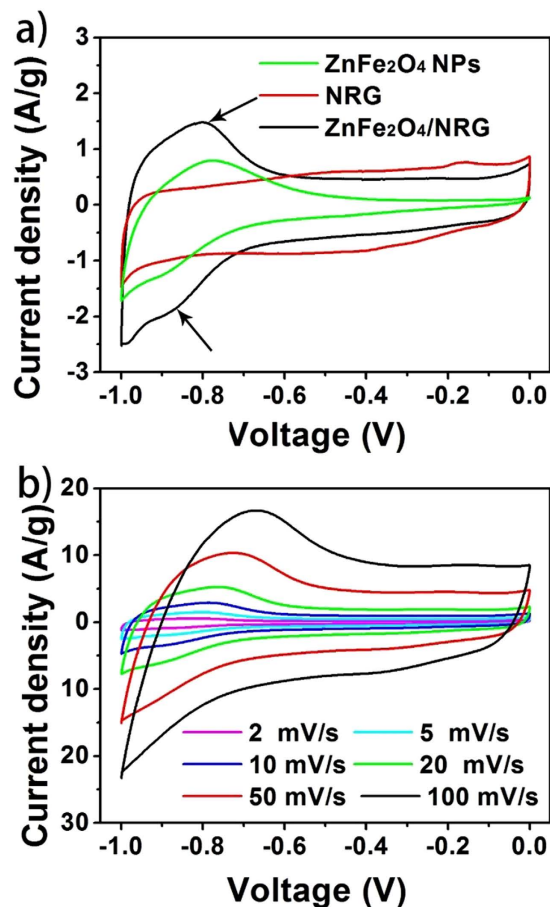 a)
Current density (A/g)
3
2
1
0
-1
-2
-3
ZnFe₂O₄ NPs
NRG
ZnFe₂O₄/NRG
-1.0 -0.8 -0.6 -0.4 -0.2 0.0
Voltage (V)
b)
Current density (A/g)
20
10
0
10
20
30
2 mV/s 5 mV/s
10 mV/s 20 mV/s
50 mV/s 100 mV/s
-1.0 -0.8 -0.6 -0.4 -0.2 0.0
Voltage (V)